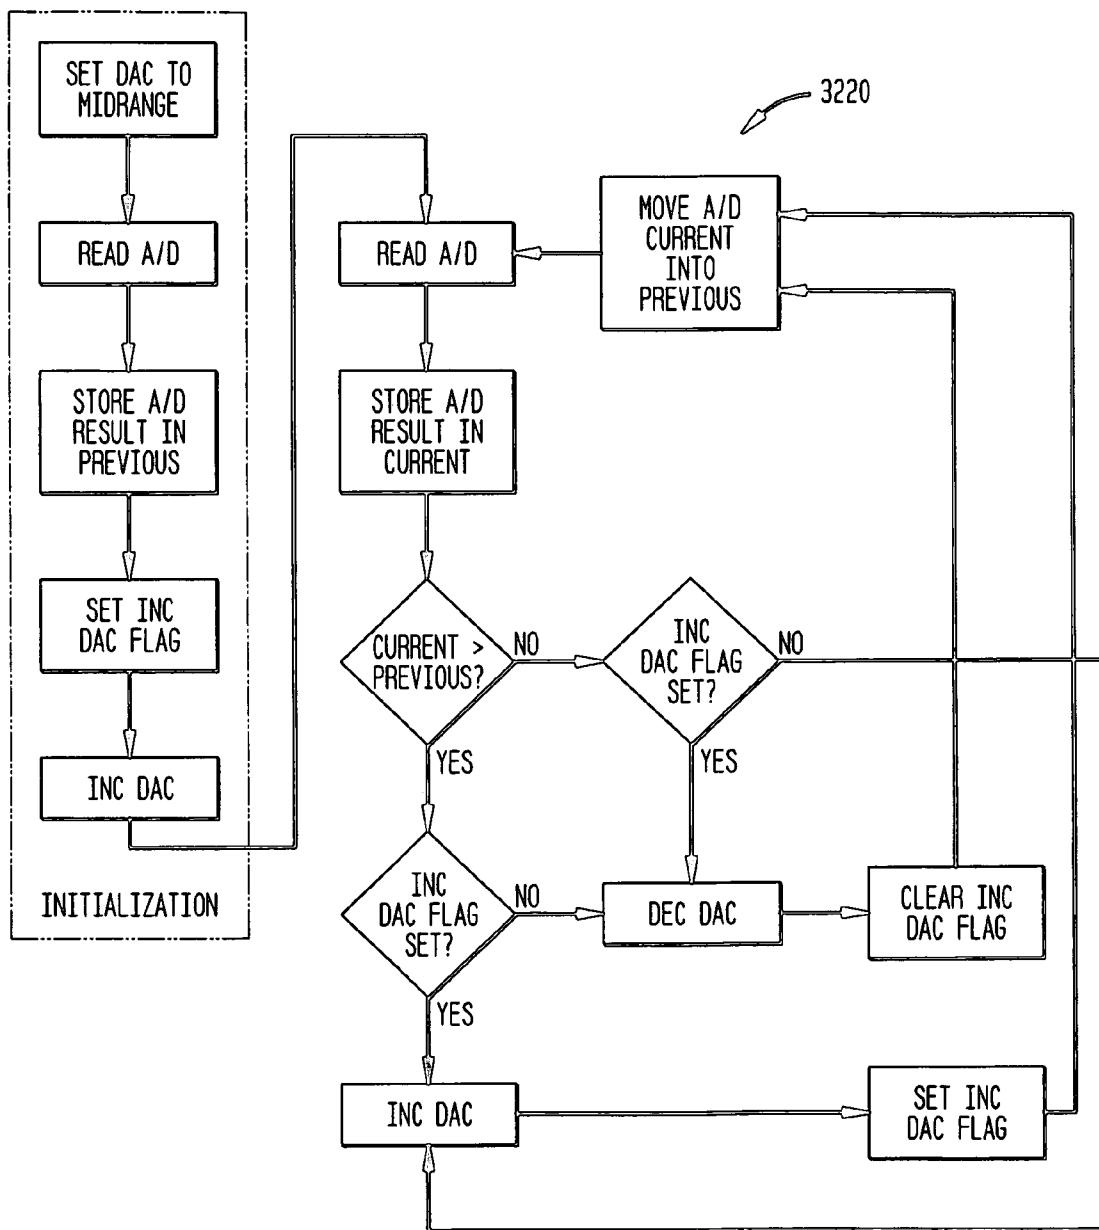 SET DAC TO
MIDRANGE
READ A/D
STORE A/D
RESULT IN
PREVIOUS
SET INC
DAC FLAG
INC DAC
INITIALIZATION
3220
READ A/D
MOVE A/D
CURRENT
INTO
PREVIOUS
STORE A/D
RESULT IN
CURRENT
CURRENT >
PREVIOUS?
NO
YES
INC
DAC FLAG
SET?
NO
YES
INC
DAC FLAG
SET?
NO
YES
DEC DAC
CLEAR INC
DAC FLAG
INC DAC
SET INC
DAC FLAG